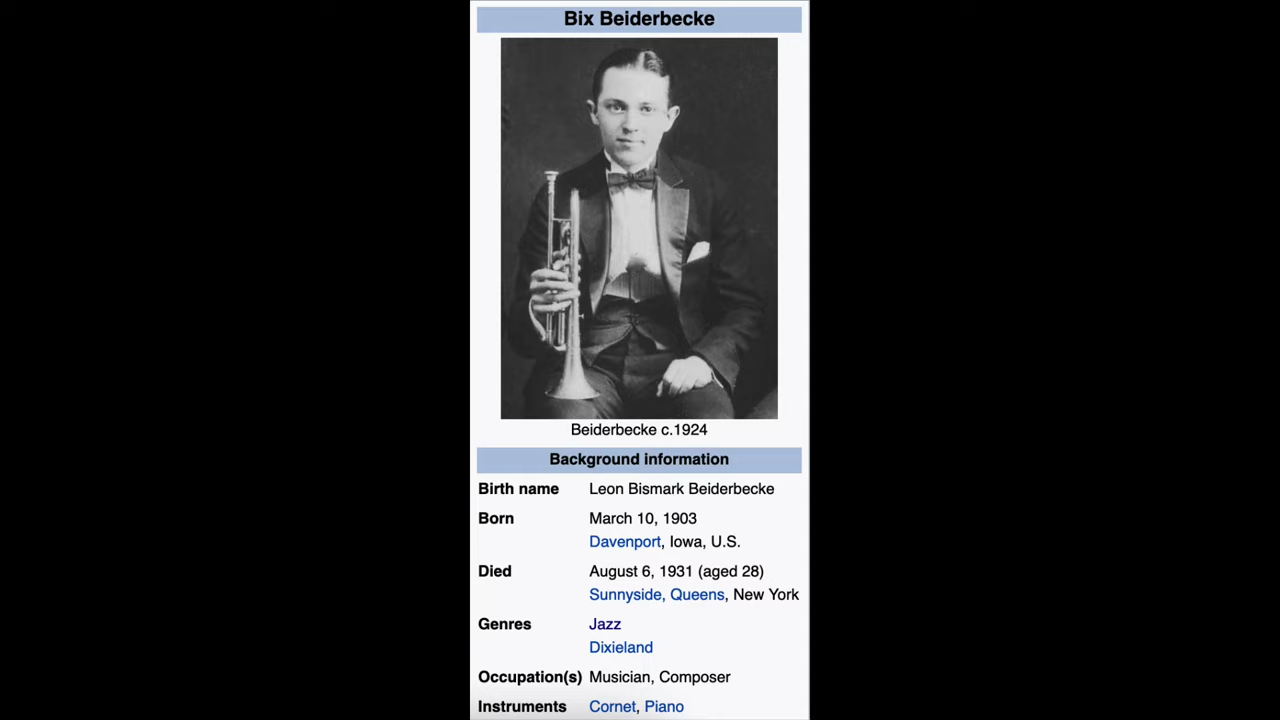 Bix Beiderbecke
Beiderbecke c.1924
Background information
Birth name Leon Bismark Beiderbecke
Born March 10, 1903
Davenport, Iowa, U.S.
Died August 6, 1931 (aged 28)
Sunnyside, Queens, New York
Genres Jazz
Dixieland
Occupation(s) Musician, Composer
Instruments Cornet, Piano